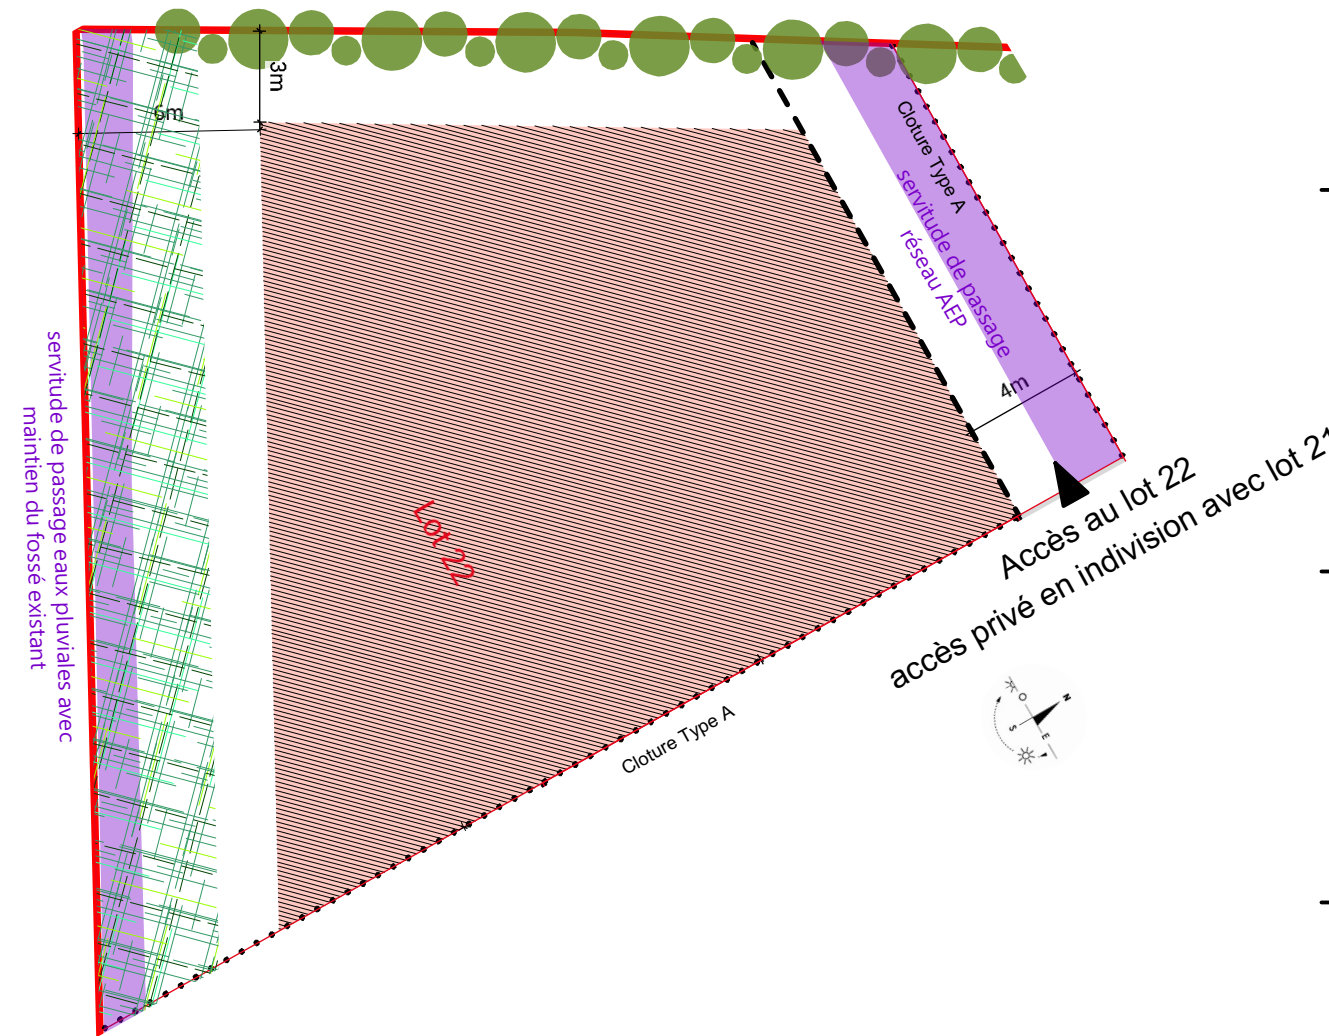 3m
6m
Cloture Type A
servitude de passage
réseau AEP
4m
servitude de passage eaux pluviales avec
maintien du fossé existant
Lot 22
Accès au lot 22
accès privé en indivision avec lot 21
Cloture Type A
N
O
S
E